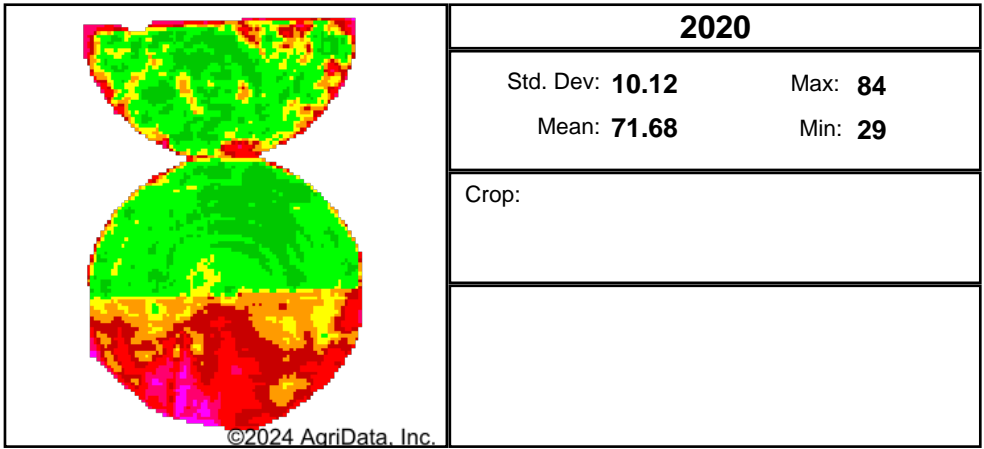 2020
Std. Dev: 10.12 Max: 84
Mean: 71.68 Min: 29
Crop:
©2024 AgriData, Inc.